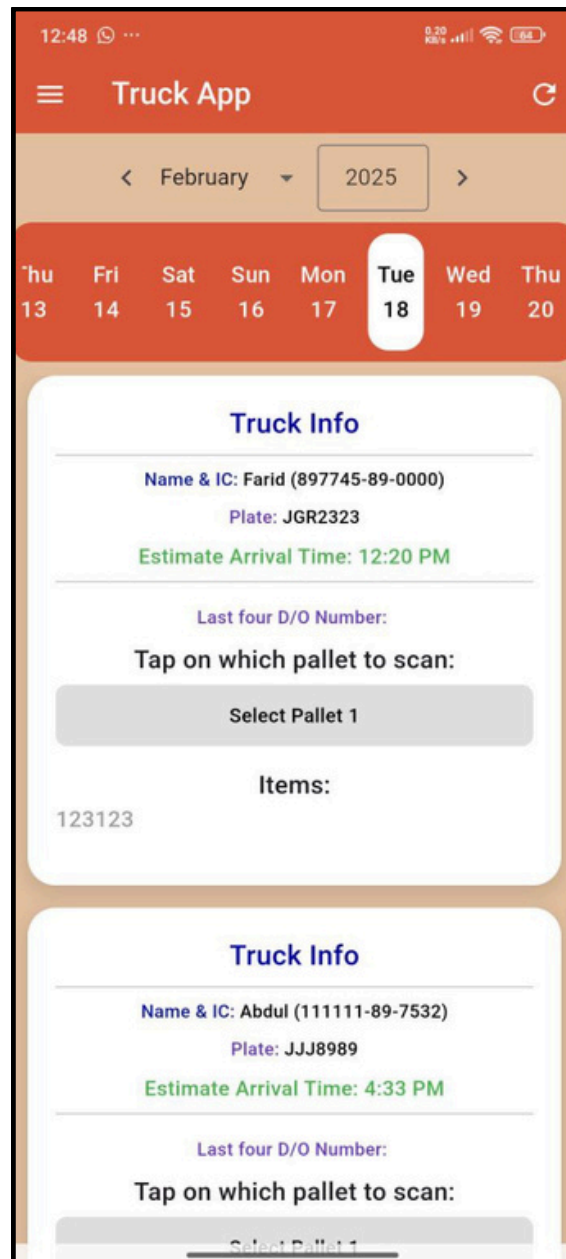 12:48 ...
0.20 KB/s 64
Truck App
February 2025
Thu Fri Sat Sun Mon Tue Wed Thu
13 14 15 16 17 18 19 20
Truck Info
Name & IC: Farid (897745-89-0000)
Plate: JGR2323
Estimate Arrival Time: 12:20 PM
Last four D/O Number:
Tap on which pallet to scan:
Select Pallet 1
Items:
123123
Truck Info
Name & IC: Abdul (111111-89-7532)
Plate: JJJ8989
Estimate Arrival Time: 4:33 PM
Last four D/O Number:
Tap on which pallet to scan:
Select Pallet 1